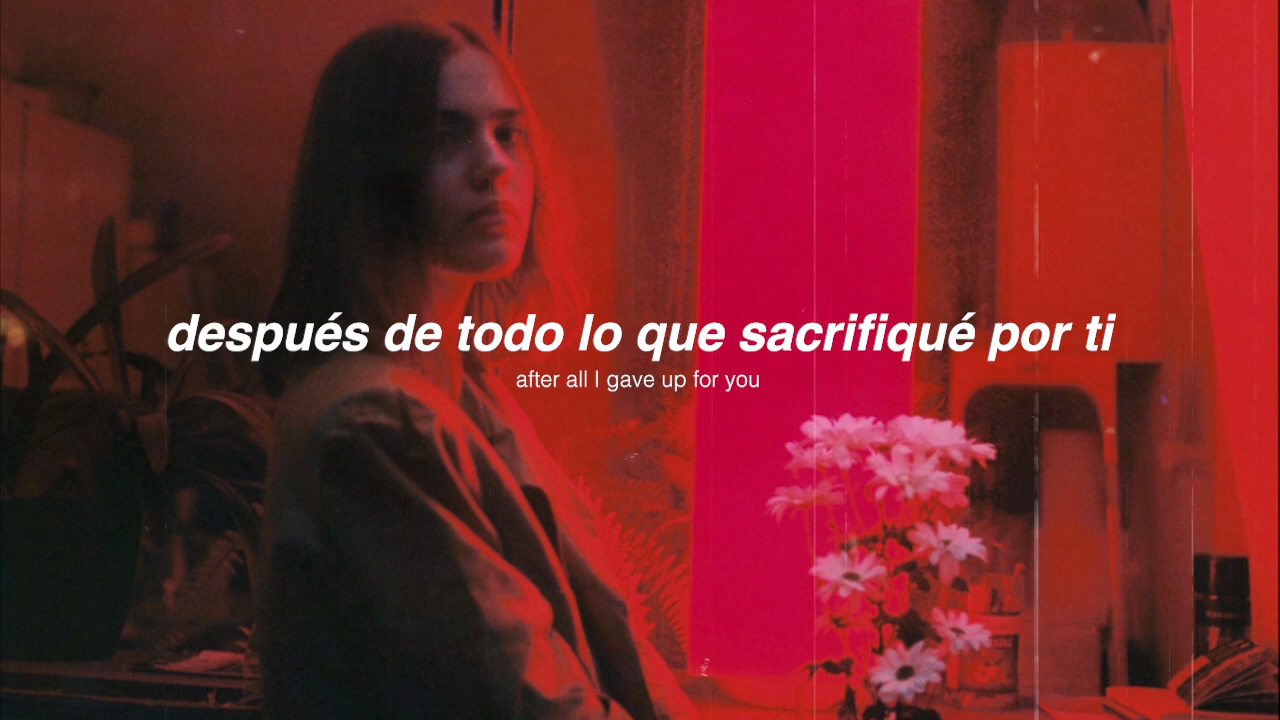 después de todo lo que sacrifiqué por ti
after all I gave up for you